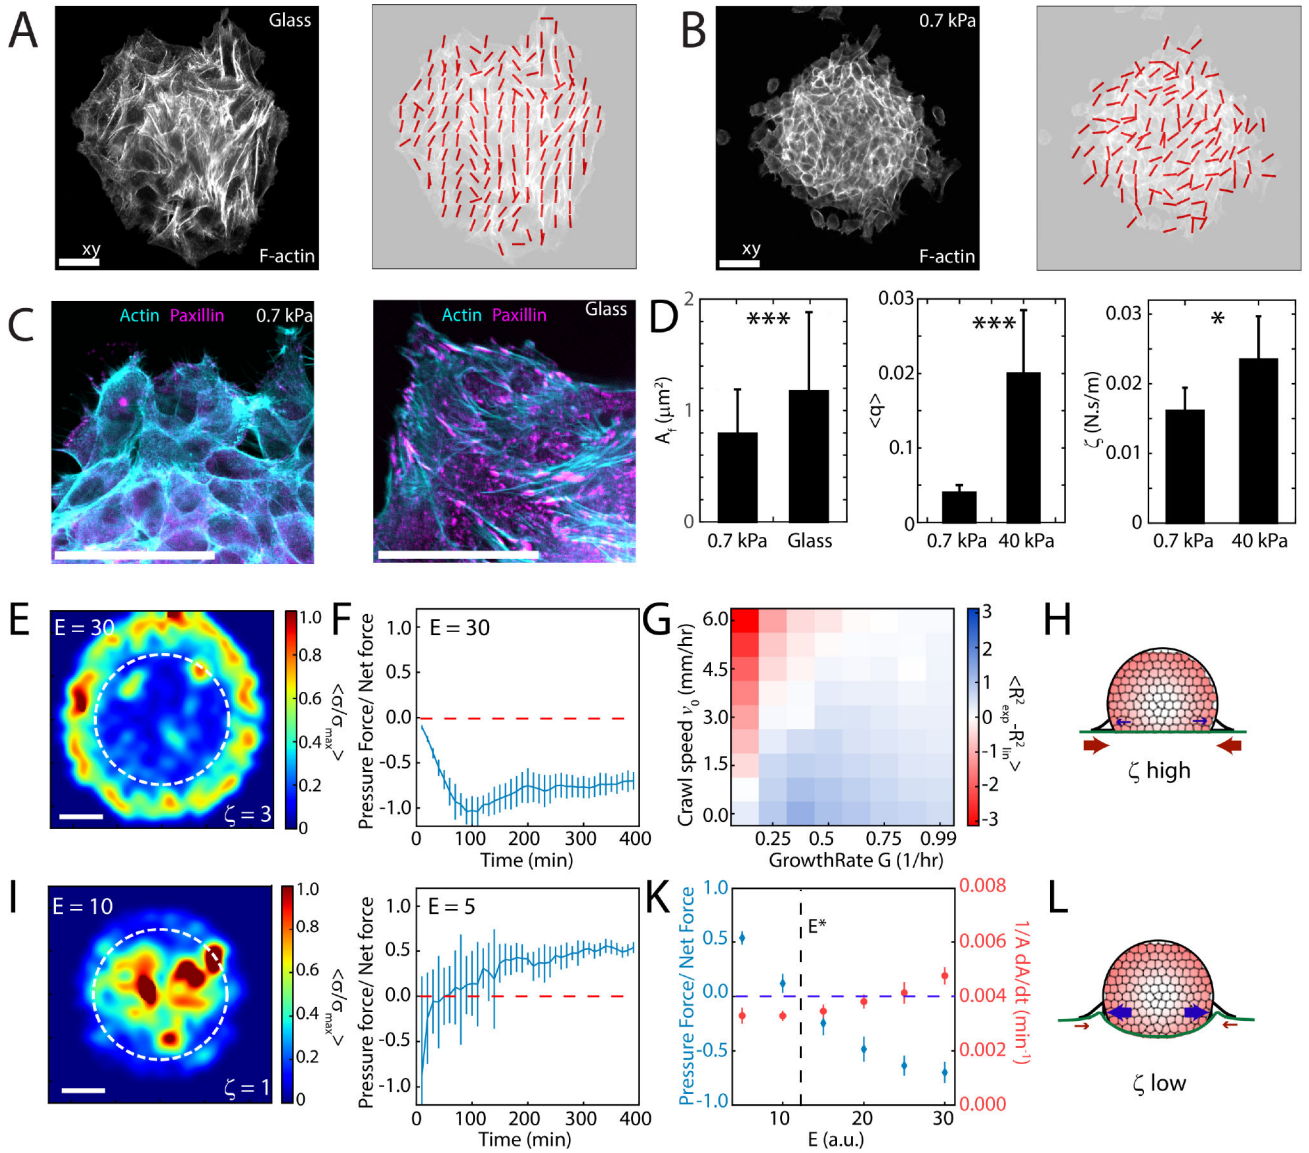 A
Glass
xy
F-actin
B
0.7 kPa
xy
F-actin
C
Actin Paxillin 0.7 kPa
Actin Paxillin Glass
D
2
1
2
A_f (μm²)
***
0.7 kPa Glass
0.03
0.02
0.01
0
<q>
***
0.7 kPa 40 kPa
0.03
0.02
0.01
0
ζ (N.s/m)
*
0.7 kPa 40 kPa
E
E = 30
ζ = 3
1.0
0.8
0.6
0.4
0.2
0
<σ/σ_max>
F
E = 30
1.0
0.5
0.0
-0.5
-1.0
Pressure Force/ Net force
0 100 200 300 400
Time (min)
G
6.0
4.5
3.0
1.5
0.0
Crawl speed v₀ (mm/hr)
0.25 0.5 0.75 0.99
GrowthRate G (1/hr)
3
2
1
0
-1
-2
-3
<R²_exp-R²_lin>
H
ζ high
I
E = 10
ζ = 1
1.0
0.8
0.6
0.4
0.2
0
<σ/σ_max>
E = 5
1.0
0.5
0.0
-0.5
-1.0
Pressure force/ Net force
0 100 200 300 400
Time (min)
K
E*
1.0
0.5
0.0
-0.5
-1.0
Pressure Force/ Net Force
10 20 30
E (a.u.)
0.008
0.006
0.004
0.002
0.000
1/A dA/dt (min⁻¹)
L
ζ low